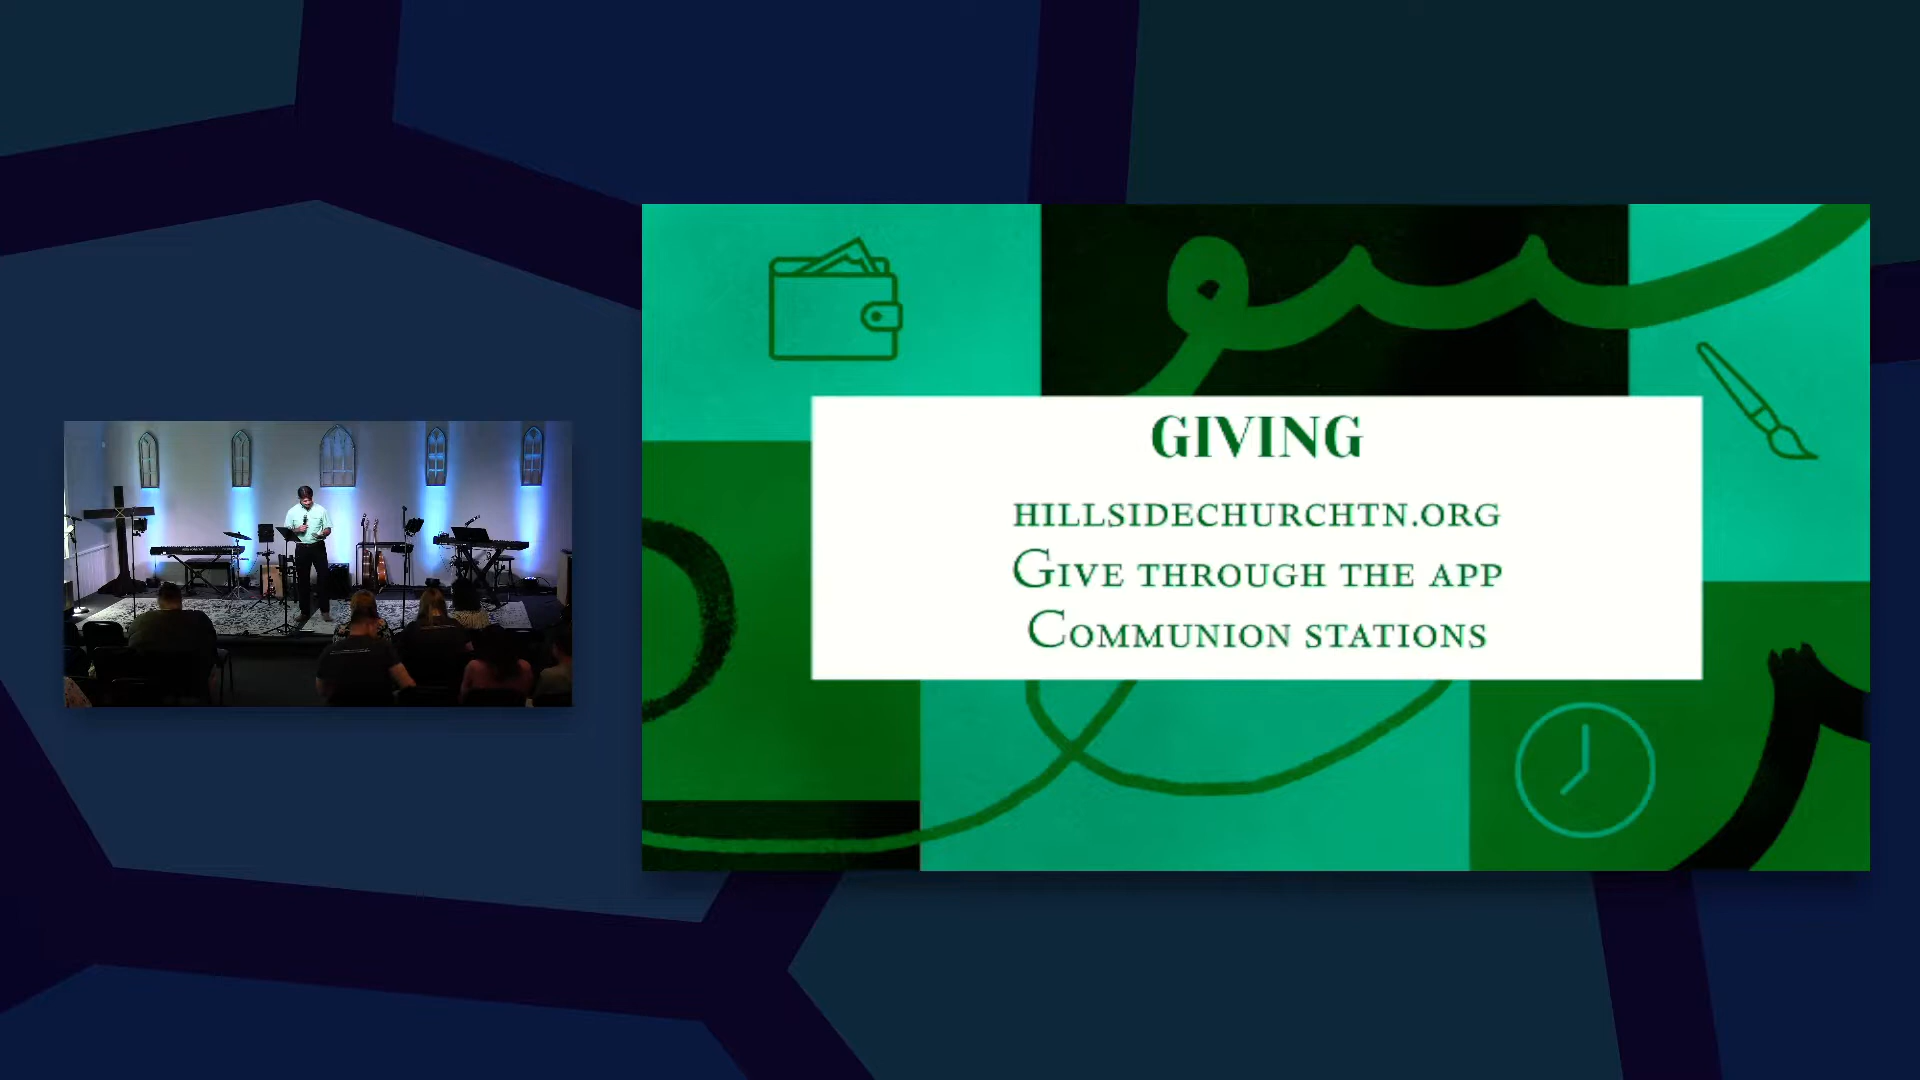 GIVING
HILLSIDECHURCHTN.ORG
GIVE THROUGH THE APP
COMMUNION STATIONS